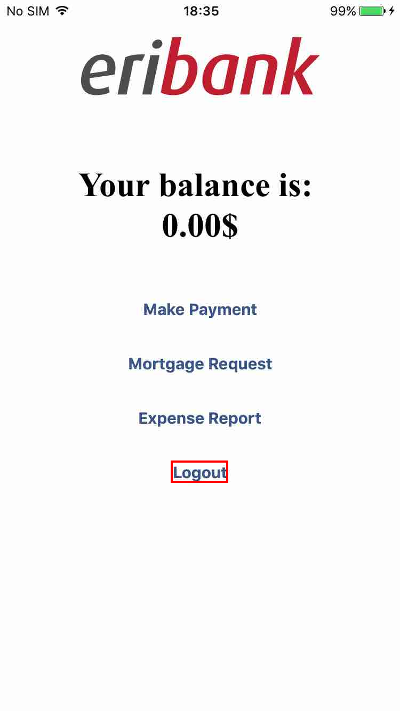 No SIM 18:35 99%
eribank
Your balance is:
0.00$
Make Payment
Mortgage Request
Expense Report
Logout